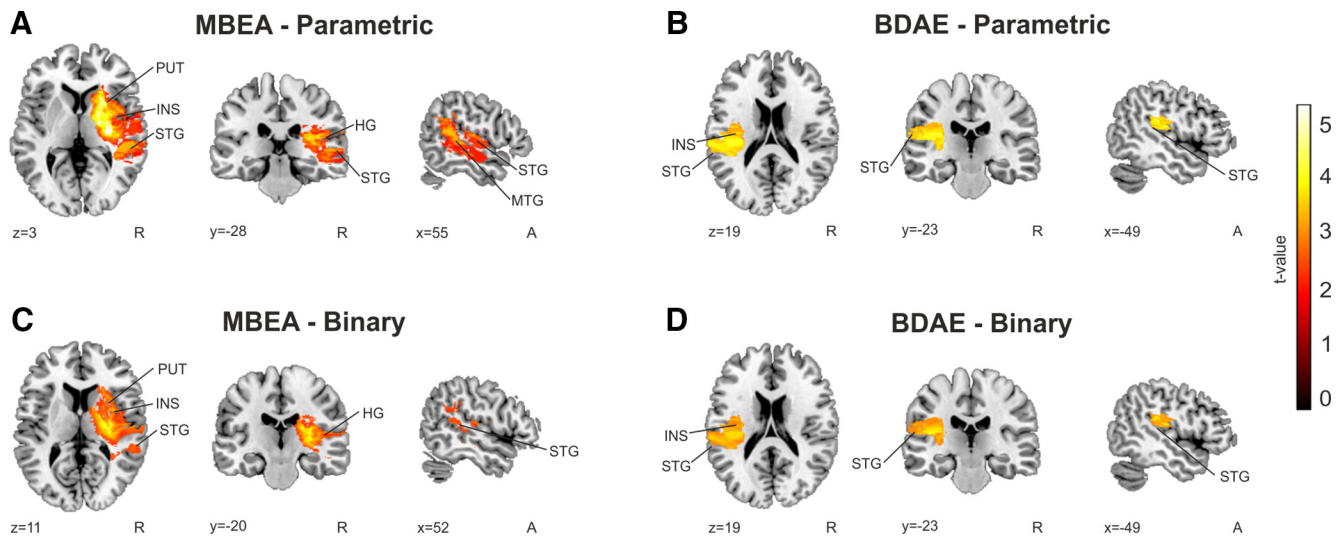 A
MBEA - Parametric
PUT
INS
STG
HG
STG
STG
MTG
z=3
R
y=-28
R
x=55
A
B
BDAE - Parametric
INS
STG
STG
STG
z=19
R
y=-23
R
x=-49
A
C
MBEA - Binary
PUT
INS
STG
HG
STG
z=11
R
y=-20
R
x=52
A
D
BDAE - Binary
INS
STG
STG
STG
z=19
R
y=-23
R
x=-49
A
t-value
5
4
3
2
1
0